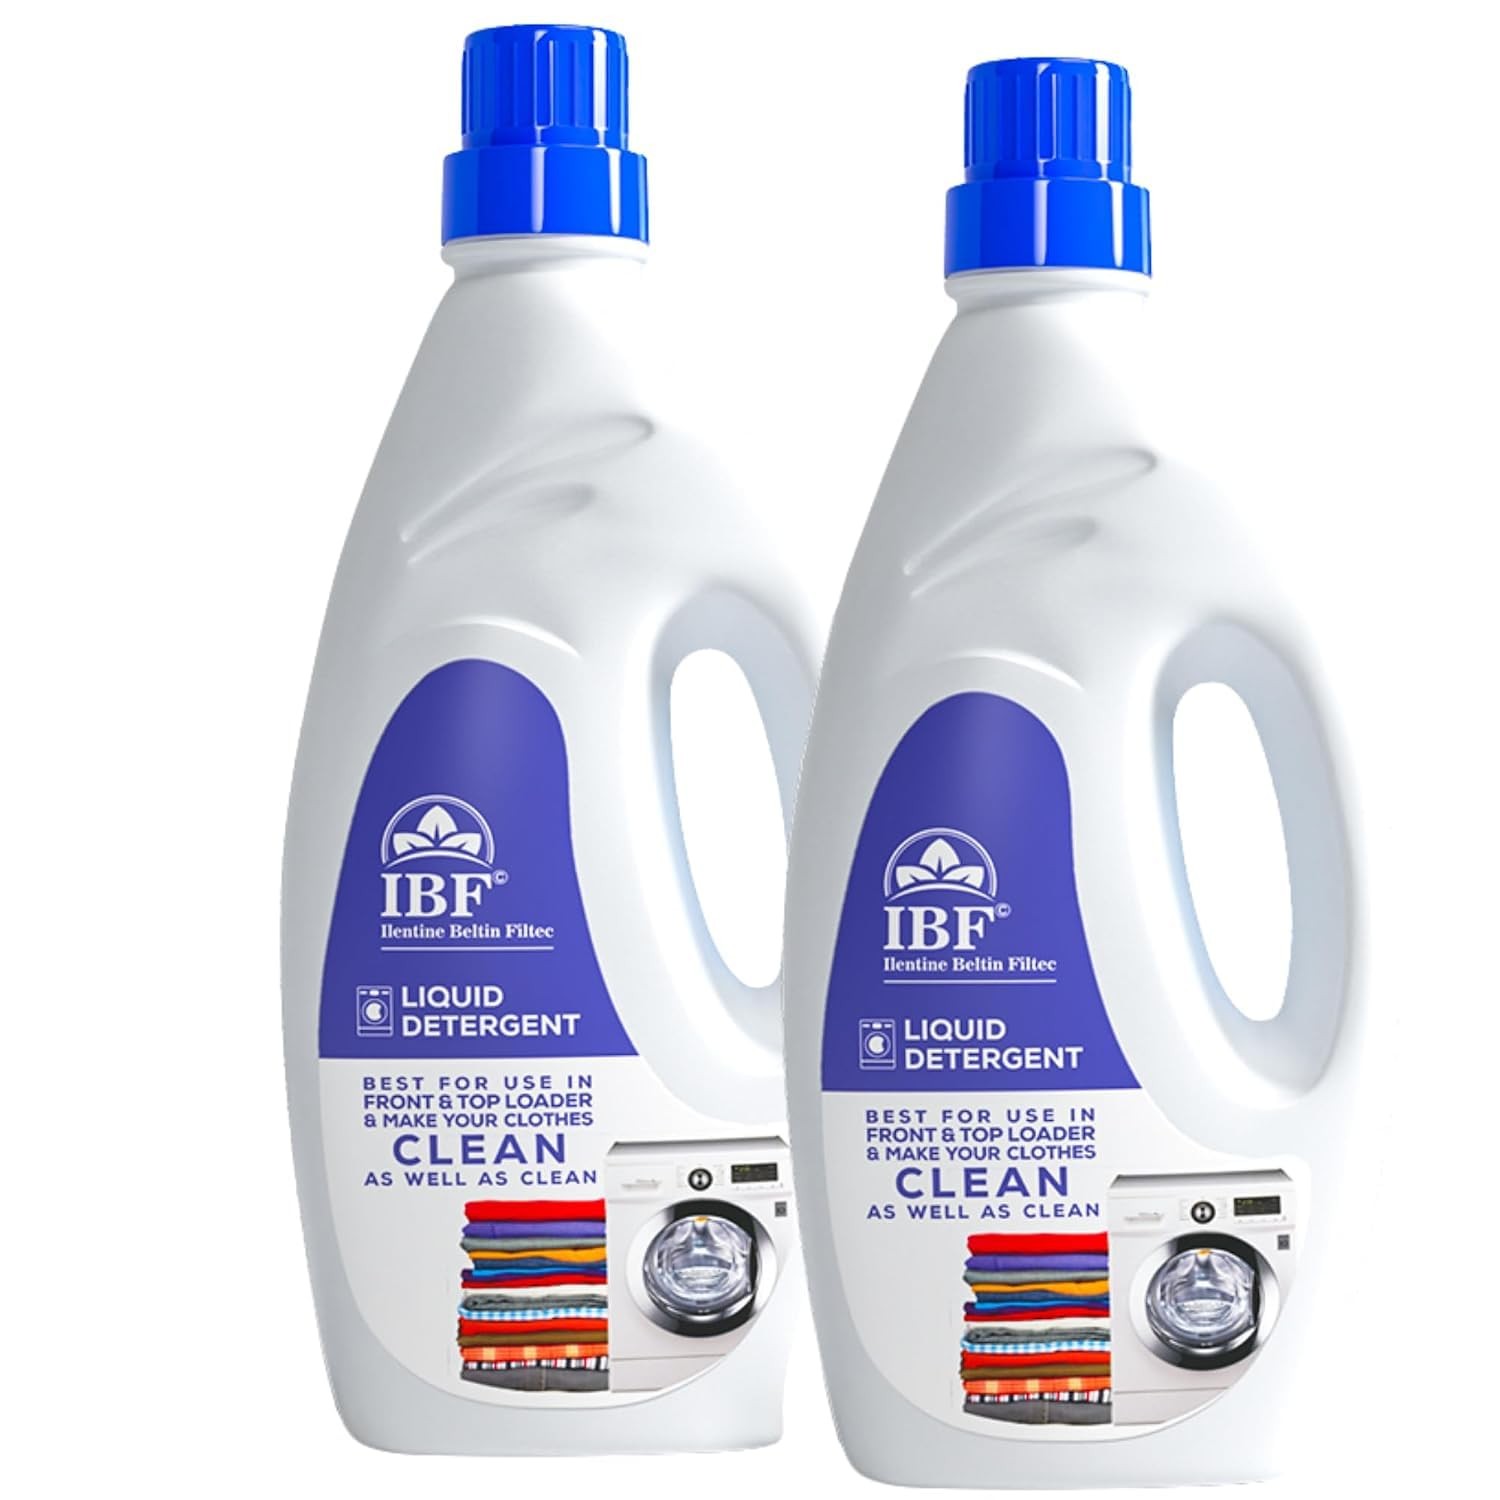 IBF©
Ilentine Beltin Filtec
LIQUID
DETERGENT
BEST FOR USE IN
FRONT & TOP LOADER
& MAKE YOUR CLOTHES
CLEAN
AS WELL AS CLEAN
IBF©
Ilentine Beltin Filtec
LIQUID
DETERGENT
BEST FOR USE IN
FRONT & TOP LOADER
& MAKE YOUR CLOTHES
CLEAN
AS WELL AS CLEAN